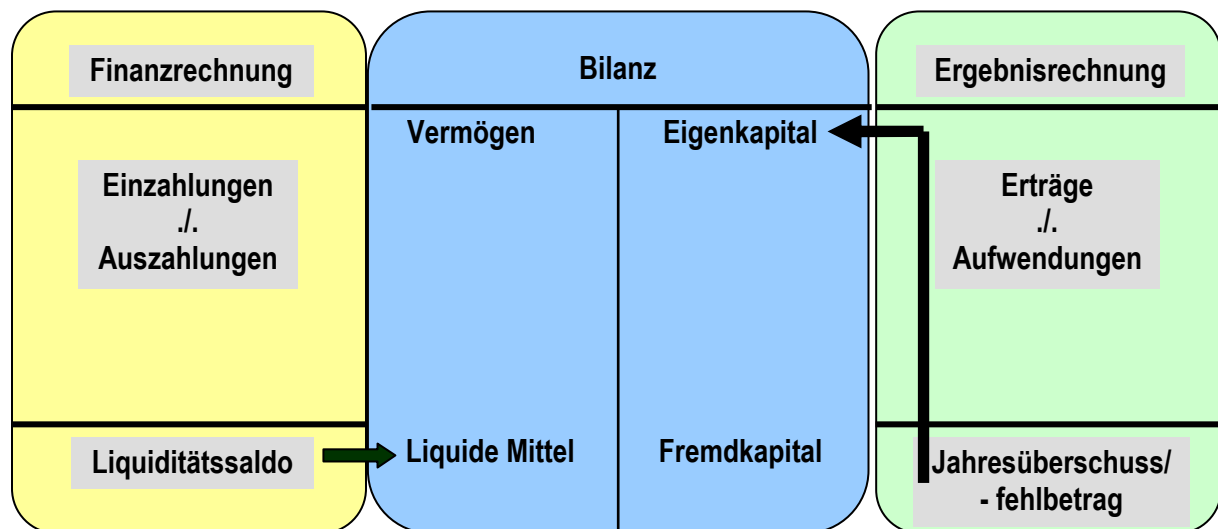 Finanzrechnung
Einzahlungen
./.
Auszahlungen
Liquiditätssaldo
Bilanz
Vermögen
Eigenkapital
Liquide Mittel
Fremdkapital
Ergebnisrechnung
Erträge
./.
Aufwendungen
Jahresüberschuss/
- fehlbetrag